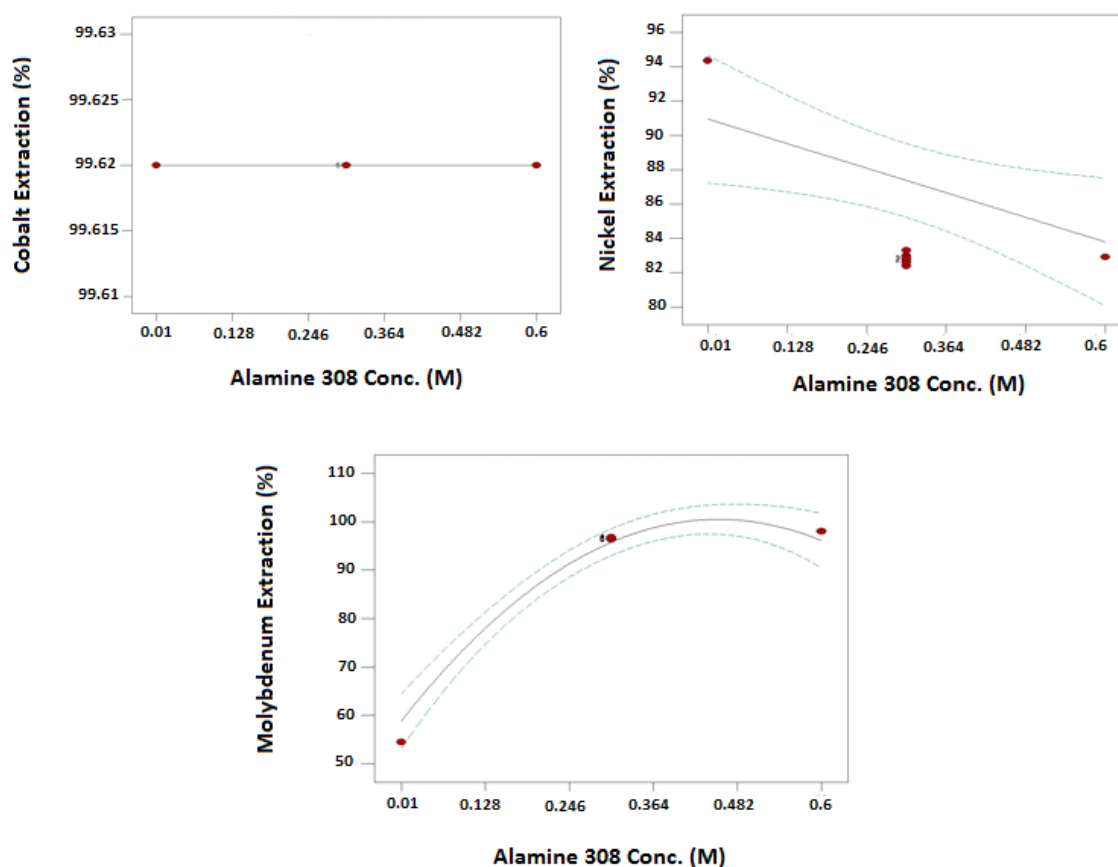 Cobalt Extraction (%)
99.63
99.625
99.62
99.615
99.61
0.01 0.128 0.246 0.364 0.482 0.6
Alamine 308 Conc. (M)
Nickel Extraction (%)
96
94
92
90
88
86
84
82
80
0.01 0.128 0.246 0.364 0.482 0.6
Alamine 308 Conc. (M)
Molybdenum Extraction (%)
110
100
90
80
70
60
50
0.01 0.128 0.246 0.364 0.482 0.6
Alamine 308 Conc. (M)